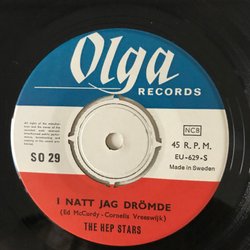 Olga
RECORDS
NCB
45 R.P.M.
EU-629-S
Made in Sweden
SO 29
I NATT JAG DRÖMDE
(Ed McCurdy - Cornelis Vreeswijk)
THE HEP STARS